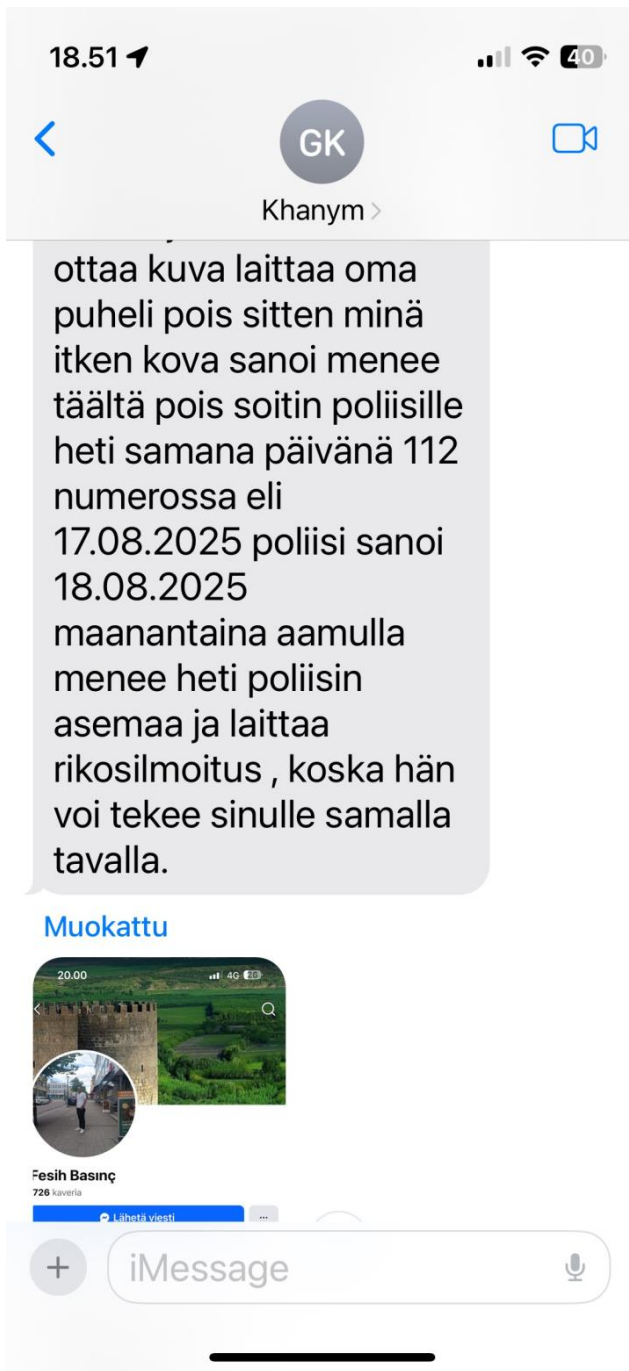 18.51
40
GK
Khanym
ottaa kuva laittaa oma
puheli pois sitten minä
itken kova sanoi menee
täältä pois soitin poliisille
heti samana päivänä 112
numerossa eli
17.08.2025 poliisi sanoi
18.08.2025
maanantaina aamulla
menee heti poliisin
asemaa ja laittaa
rikosilmoitus , koska hän
voi tekee sinulle samalla
tavalla.
Muokattu
20.00
4G 26
Fesih Basınç
726 kaveria
Lähetä viesti
iMessage